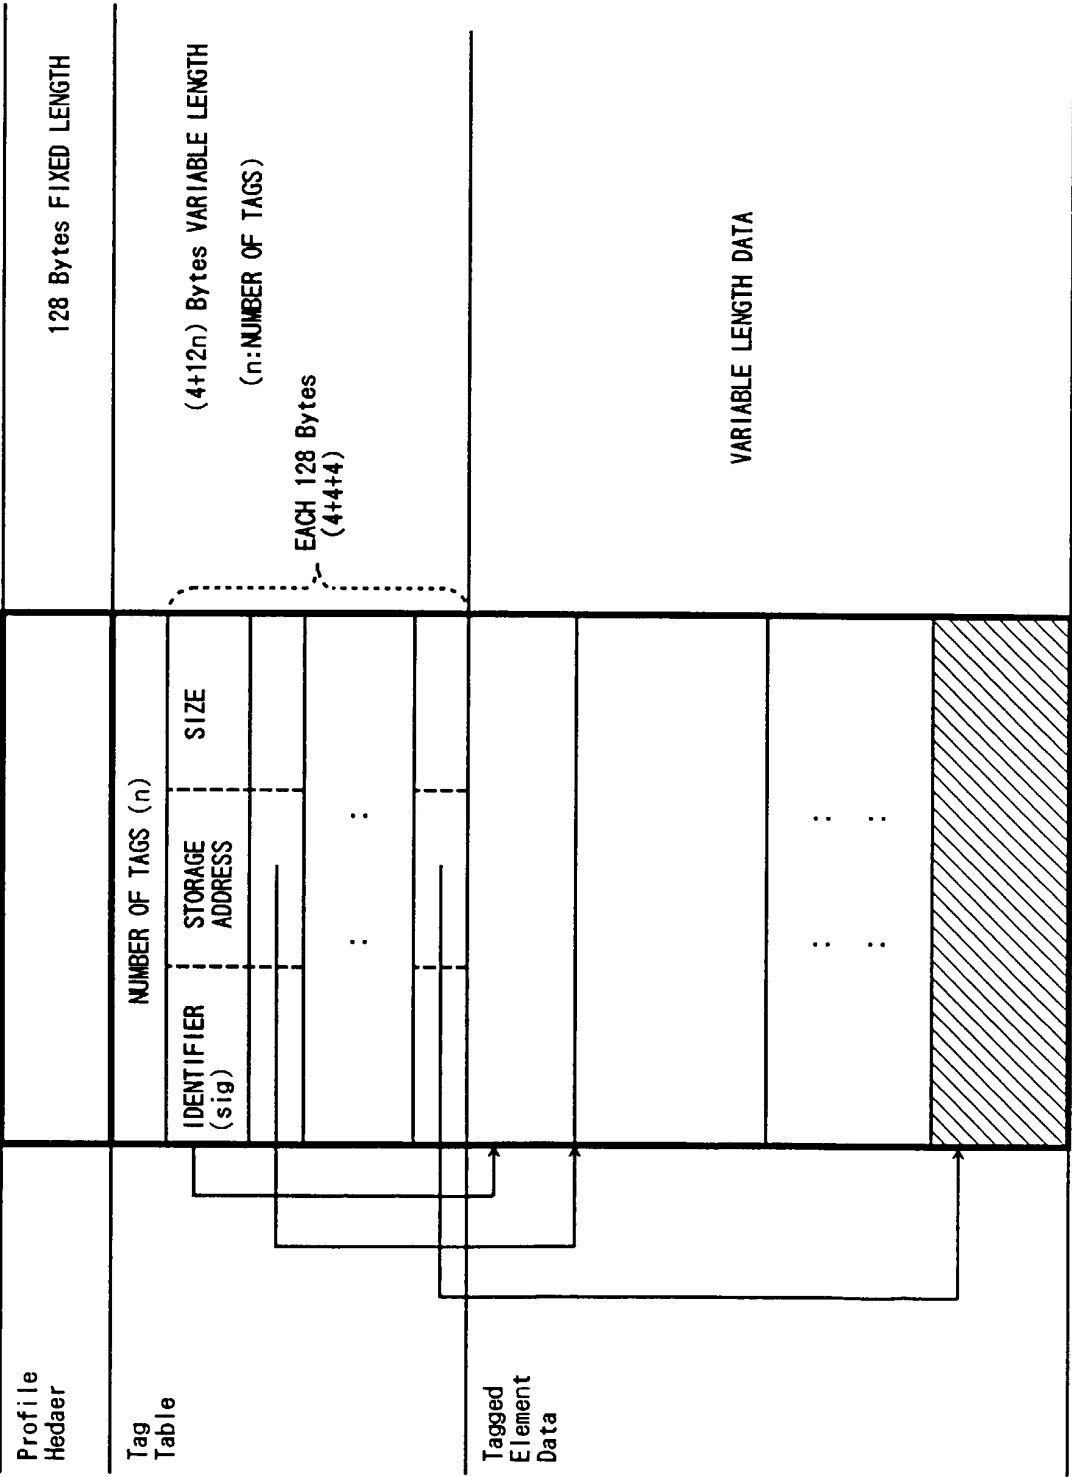 Profile
Hedaer
128 Bytes FIXED LENGTH
Tag
Table
NUMBER OF TAGS (n)
IDENTIFIER
(sig)
STORAGE
ADDRESS
SIZE
(4+12n) Bytes VARIABLE LENGTH
(n:NUMBER OF TAGS)
EACH 128 Bytes
(4+4+4)
: :
Tagged
Element
Data
VARIABLE LENGTH DATA
: :
: :